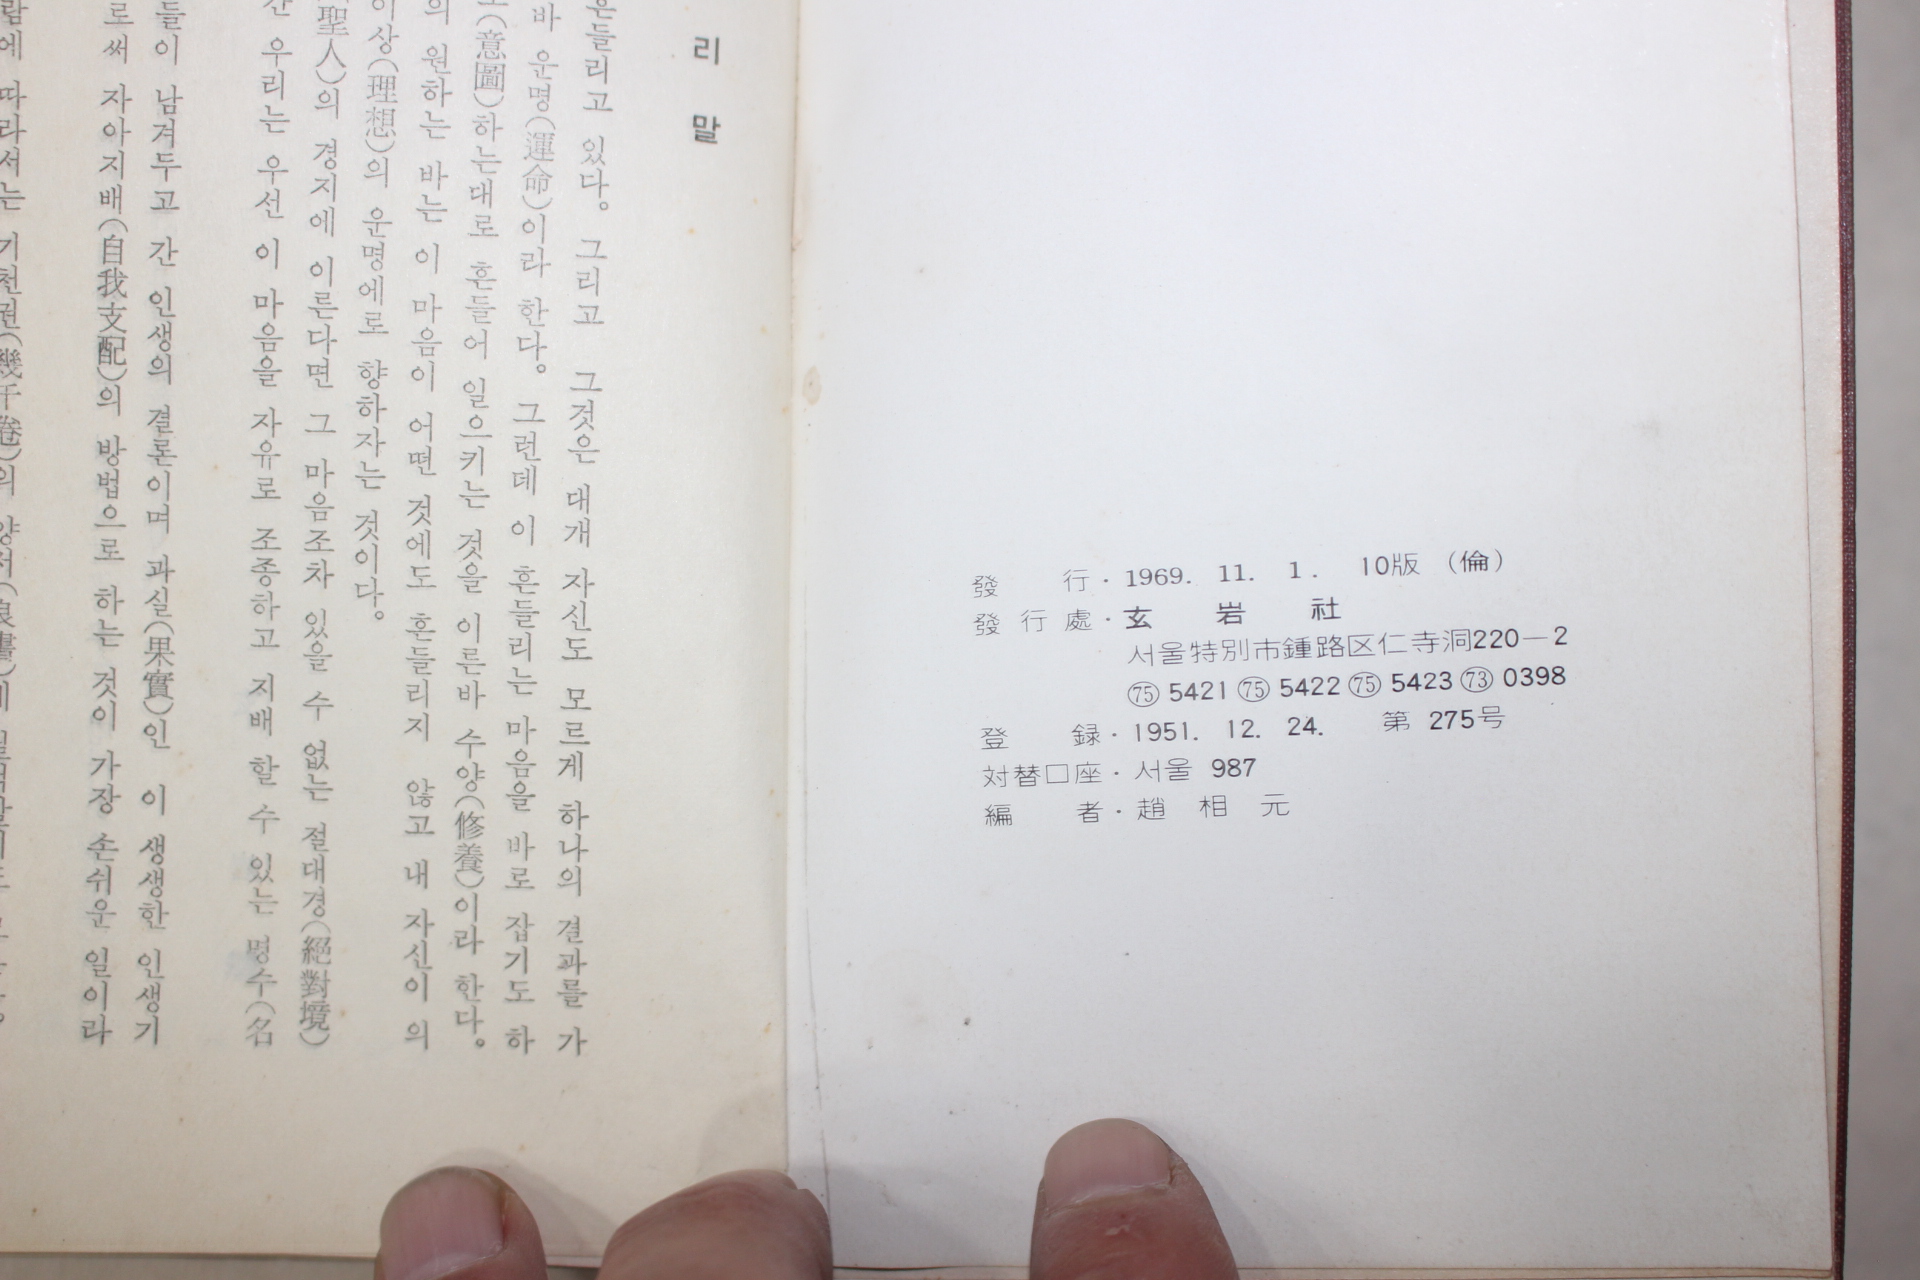 發 行 · 1969. 11. 1. 10版 (倫)
發 行 處 · 玄 岩 社
서울特別市鍾路区仁寺洞220—2
㊄ 5421 5422 5423 0398
登 録 · 1951. 12. 24. 第 275号
対替口座 · 서울 987
編 者 · 趙 相 元
리 말
흔들리고 있다. 그리고 그것은 대개 자신도 모르게 하나의 결과를 가
바 운명(運命)이라 한다. 그런데 이 흔들리는 마음을 바로 잡기도 하
(意圖)하는대로 흔들어 일으키는 것을 이른바 수양(修養)이라 한다.
의 원하는 바는 이 마음이 어떤 것에도 흔들리지 않고 내 자신이 의
이상(理想)의 운명에로 향하자는 것이다.
聖人)의 경지에 이른다면 그 마음조차 있을 수 없는 절대경(絕對境)
간 우리는 우선 이 마음을 자유로 조종하고 지배 할 수 있는 명수(名
들이 남겨두고 간 인생의 결론이며 과실(果實)인 이 생생한 인생기
로써 자아지배(自我支配)의 방법으로 하는 것이 가장 손쉬운 일이라
람에 따라서는 기천권(幾千卷)의 양서(良書)